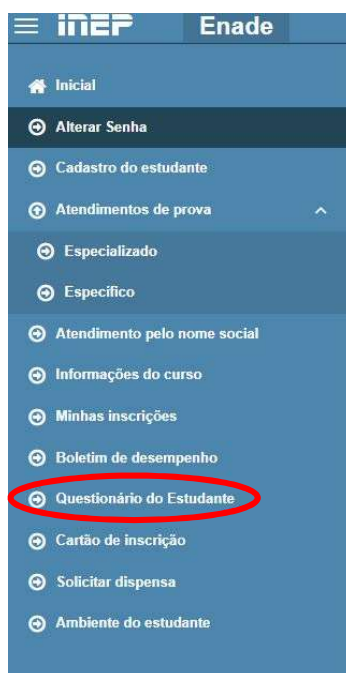 inep Enade
Inicial
Alterar Senha
Cadastro do estudante
Atendimentos de prova
Especializado
Específico
Atendimento pelo nome social
Informações do curso
Minhas inscrições
Boletim de desempenho
Questionário do Estudante
Cartão de inscrição
Solicitar dispensa
Ambiente do estudante